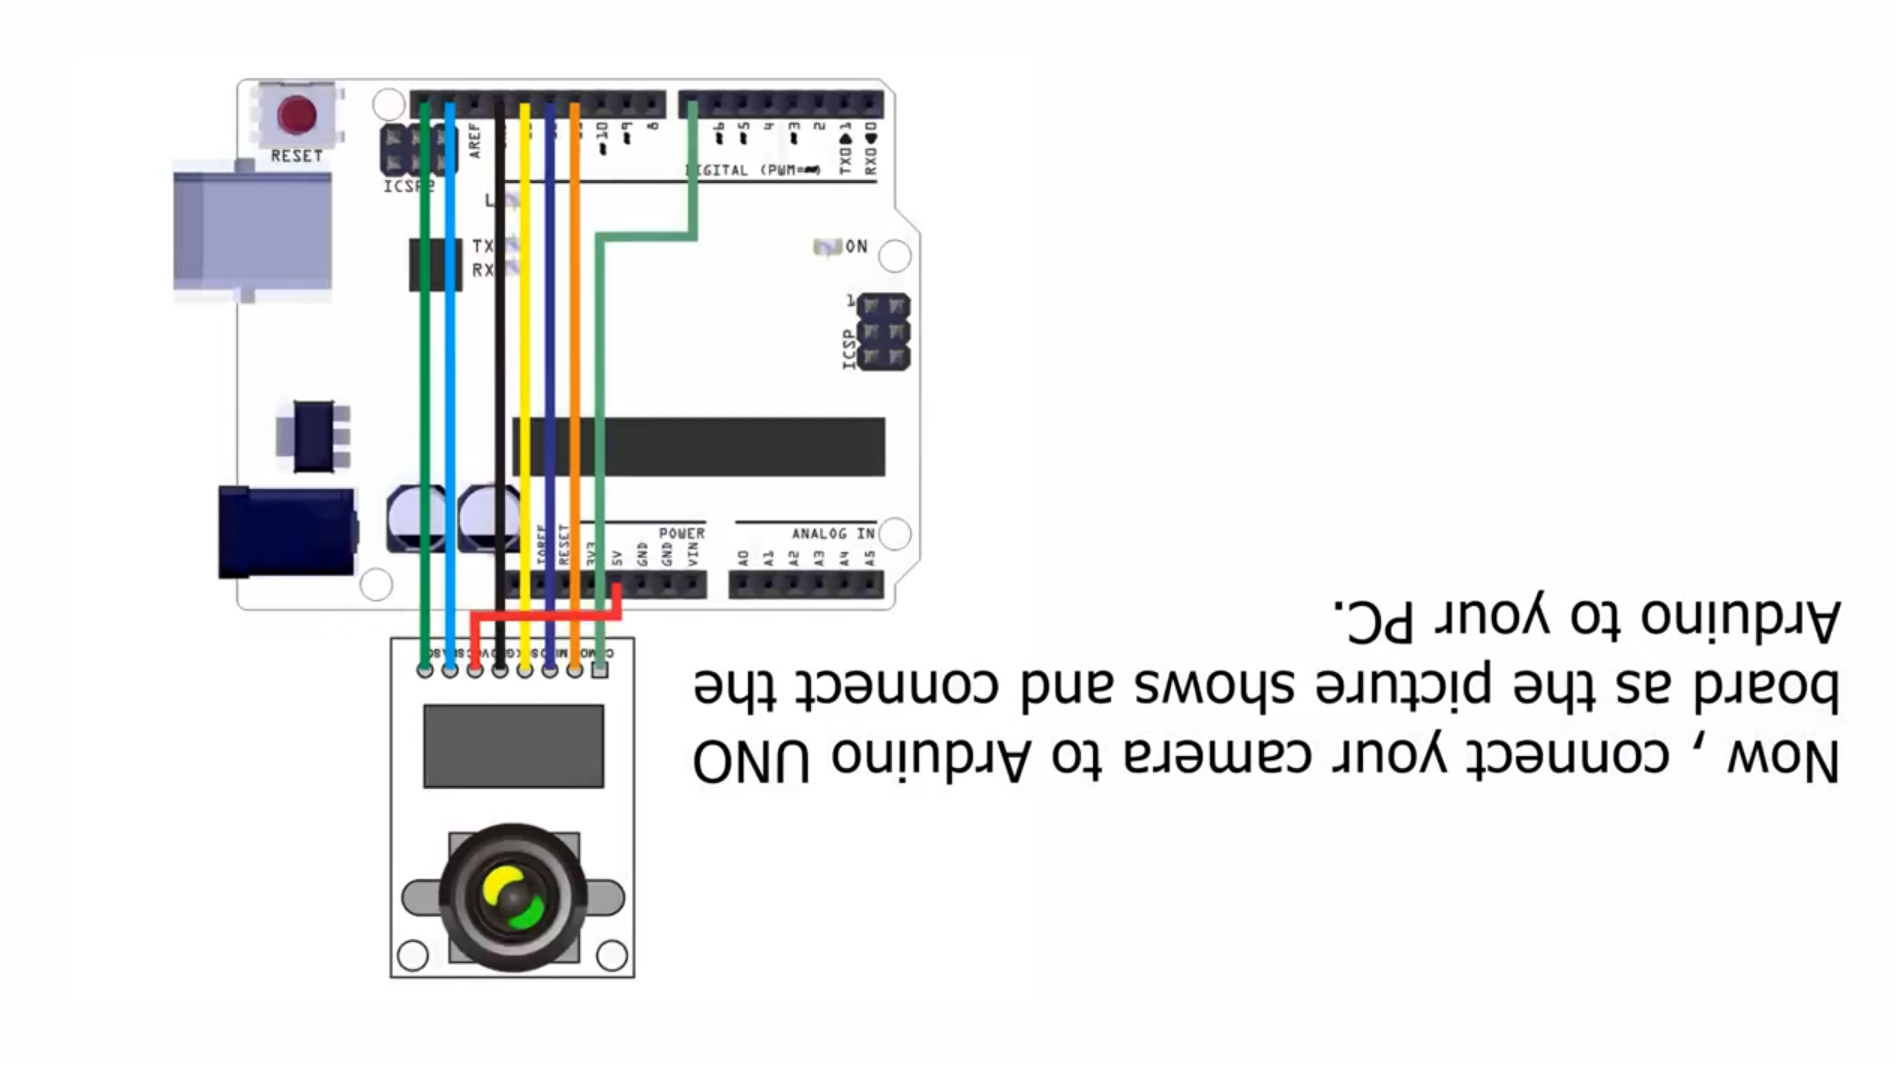 RESET
ICSP2
AREF
~10
~9
8
~6
~5
4
~3
2
TX0▶1
RX0◀0
DIGITAL (PWM=~)
L
TX
RX
ON
1
ICSP
POWER
ANALOG IN
IOREF
RESET
3V3
5V
GND
GND
VIN
A0
A1
A2
A3
A4
A5
Now , connect your camera to Arduino UNO
board as the picture shows and connect the
Arduino to your PC.